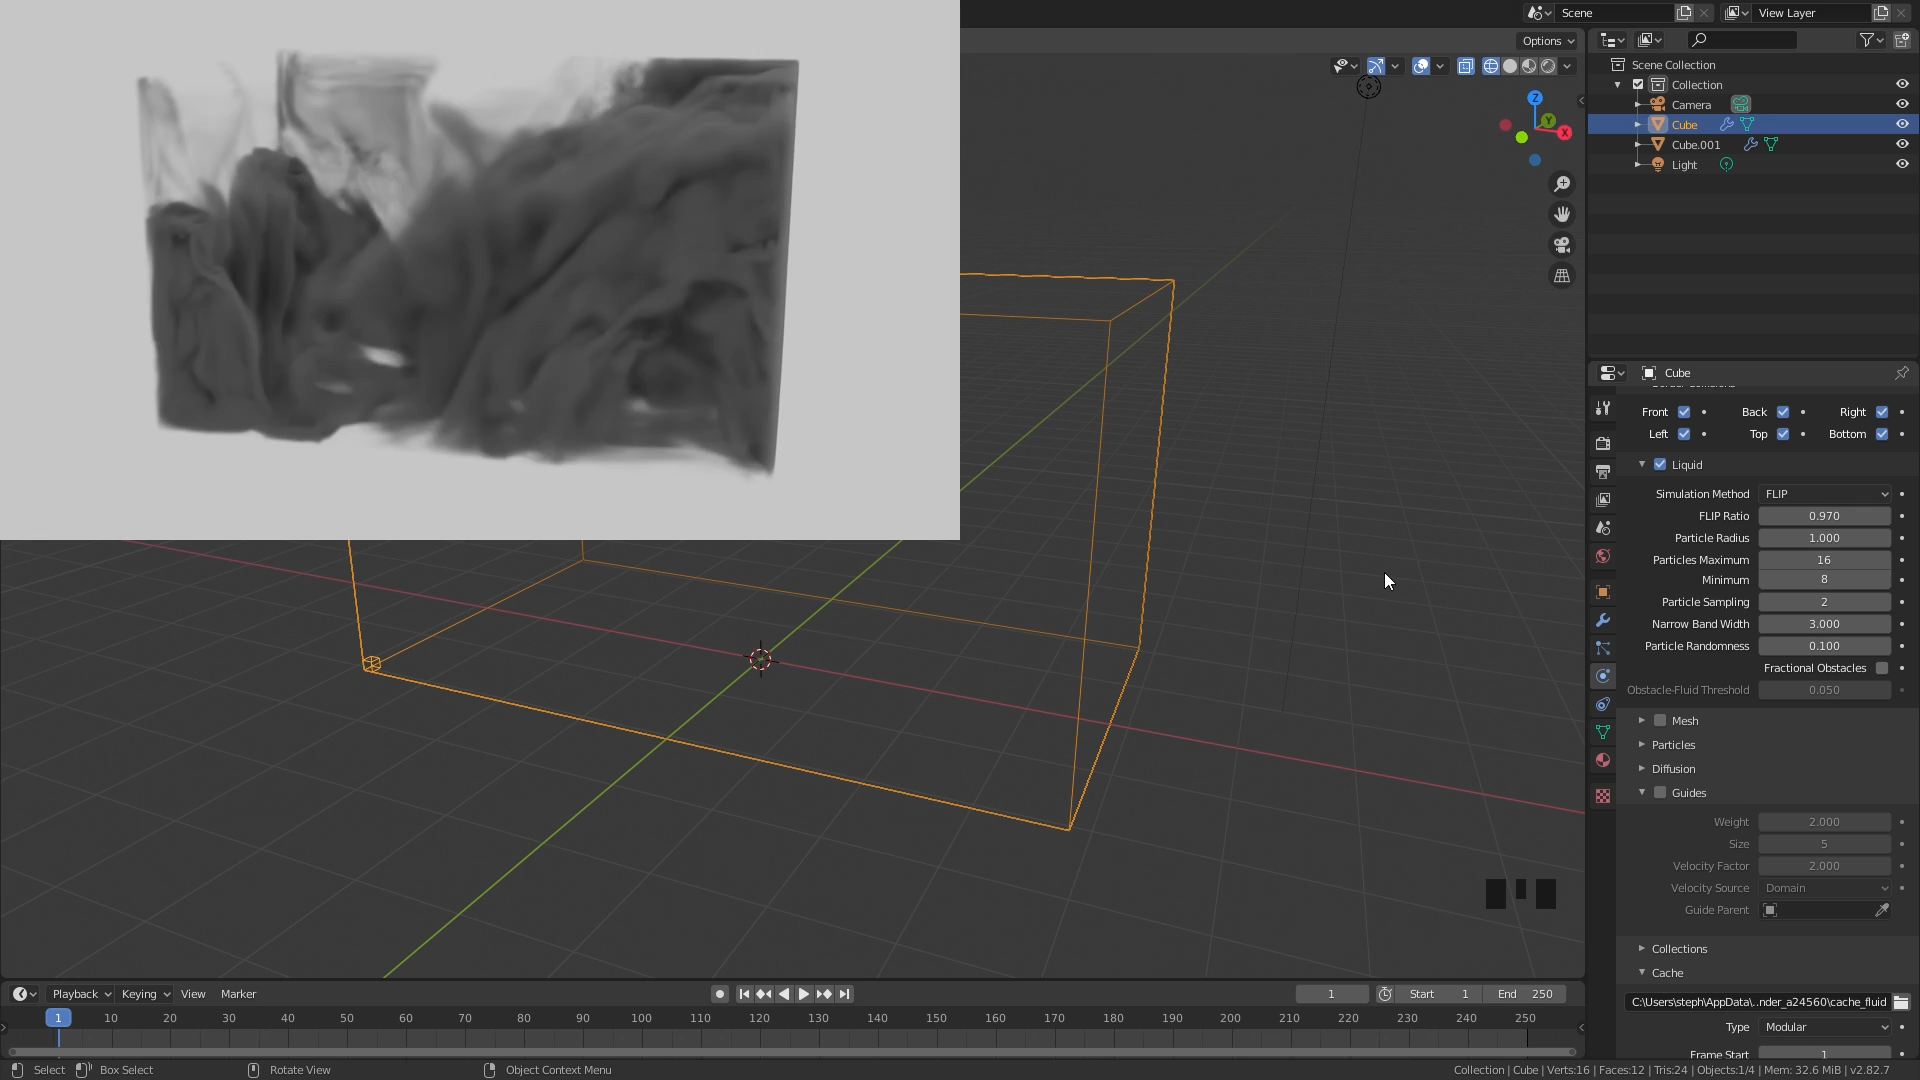 Scene
View Layer
Options
Scene Collection
Collection
Camera
Cube
Cube.001
Light
Z
Y
X
Cube
Front
Back
Right
Left
Top
Bottom
Liquid
Simulation Method FLIP
FLIP Ratio 0.970
Particle Radius 1.000
Particles Maximum 16
Minimum 8
Particle Sampling 2
Narrow Band Width 3.000
Particle Randomness 0.100
Fractional Obstacles
Obstacle-Fluid Threshold 0.050
Mesh
Particles
Diffusion
Guides
Weight 2.000
Size 5
Velocity Factor 2.000
Velocity Source Domain
Guide Parent
Collections
Cache
C:\Users\steph\AppData\..nder_a24560\cache_fluid
Type Modular
Frame Start 1
Playback Keying View Marker 1 Start 1 End 250
1 10 20 30 40 50 60 70 80 90 100 110 120 130 140 150 160 170 180 190 200 210 220 230 240 250
Select Box Select Rotate View Object Context Menu Collection | Cube | Verts:16 | Faces:12 | Tris:24 | Objects:1/4 | Mem: 32.6 MiB | v2.82.7